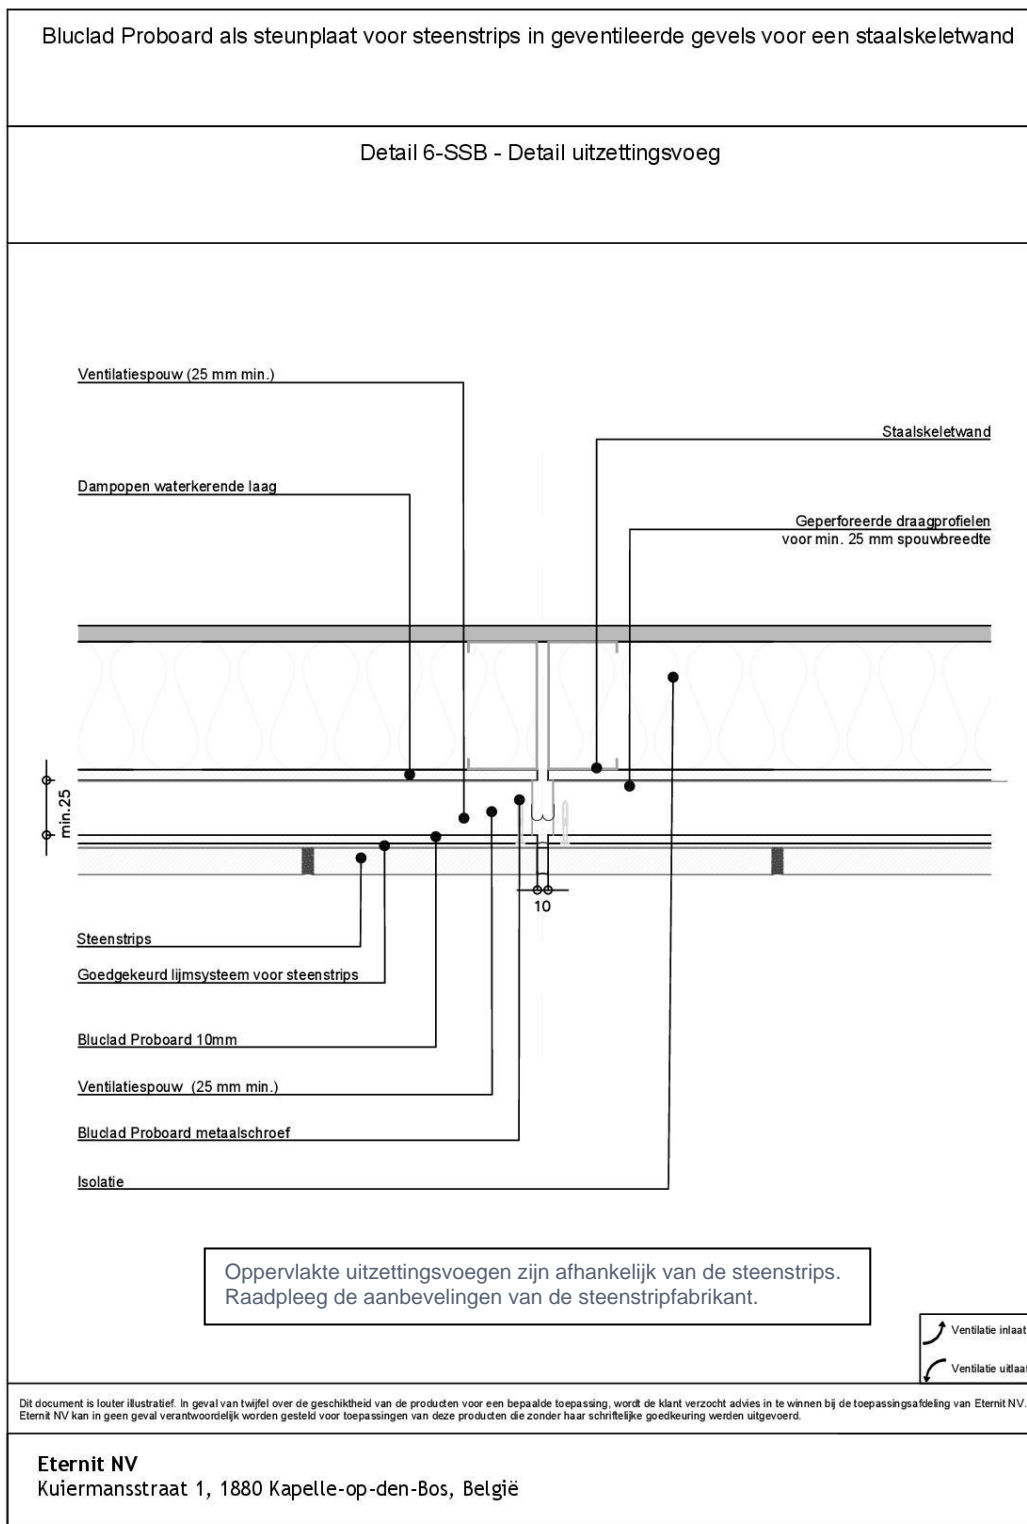 Bluclad Proboard als steunplaat voor steenstrips in geventileerde gevels voor een staalskeletwand
Detail 6-SSB - Detail uitzettingsvoeg
Ventilatiespouw (25 mm min.)
Staalskeletwand
Dampopen waterkerende laag
Geperforeerde draagprofielen
voor min. 25 mm spouwbreedte
min.25
10
Steenstrips
Goedgekeurd lijmsysteem voor steenstrips
Bluclad Proboard 10mm
Ventilatiespouw (25 mm min.)
Bluclad Proboard metaalschroef
Isolatie
Oppervlakte uitzettingsvoegen zijn afhankelijk van de steenstrips.
Raadpleeg de aanbevelingen van de steenstripfabrikant.
Ventilatie inlaat
Ventilatie uitlaat
Dit document is louter illustratief. In geval van twijfel over de geschiktheid van de producten voor een bepaalde toepassing, wordt de klant verzocht advies in te winnen bij de toepassingsafdeling van Eternit NV.
Eternit NV kan in geen geval verantwoordelijk worden gesteld voor toepassingen van deze producten die zonder haar schriftelijke goedkeuring werden uitgevoerd.
Eternit NV
Kuiermansstraat 1, 1880 Kapelle-op-den-Bos, België